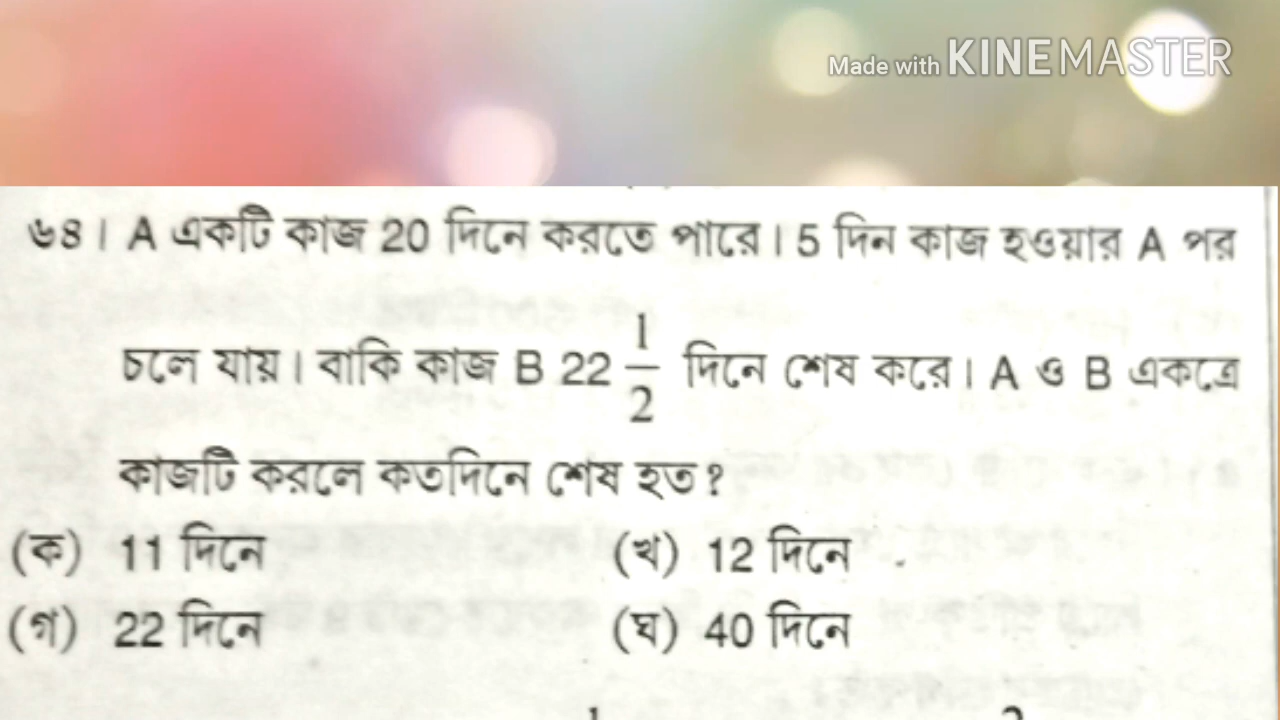 Made with KINEMASTER
৬৪। A একটি কাজ 20 দিনে করতে পারে। 5 দিন কাজ হওয়ার A পর
চলে যায়। বাকি কাজ B 22 1/2 দিনে শেষ করে। A ও B একত্রে
কাজটি করলে কতদিনে শেষ হত?
(ক) 11 দিনে (খ) 12 দিনে
(গ) 22 দিনে (ঘ) 40 দিনে